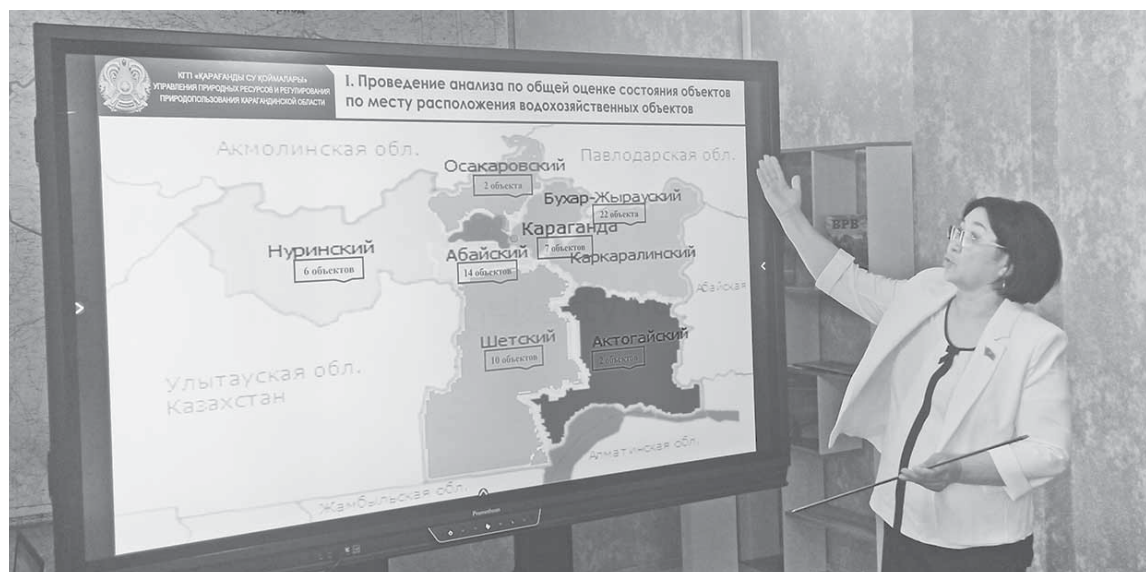 КГП «ҚАРАҒАНДЫ СУ ҚОЙМАЛАРЫ»
УПРАВЛЕНИЯ ПРИРОДНЫХ РЕСУРСОВ И РЕГУЛИРОВАНИЯ
ПРИРОДОПОЛЬЗОВАНИЯ КАРАГАНДИНСКОЙ ОБЛАСТИ
I. Проведение анализа по общей оценке состояния объектов
по месту расположения водохозяйственных объектов
Акмолинская обл.
Павлодарская обл.
Осакаровский
2 объекта
Бухар-Жырауский
22 объекта
Караганда
7 объектов
Нуринский
6 объектов
Абайский
14 объектов
Каркаралинский
Абайская
Шетский
10 объектов
Актогайский
2 объекта
Улытауская обл.
Казахстан
Алматинская обл.
Жамбыльская обл.
Promethean